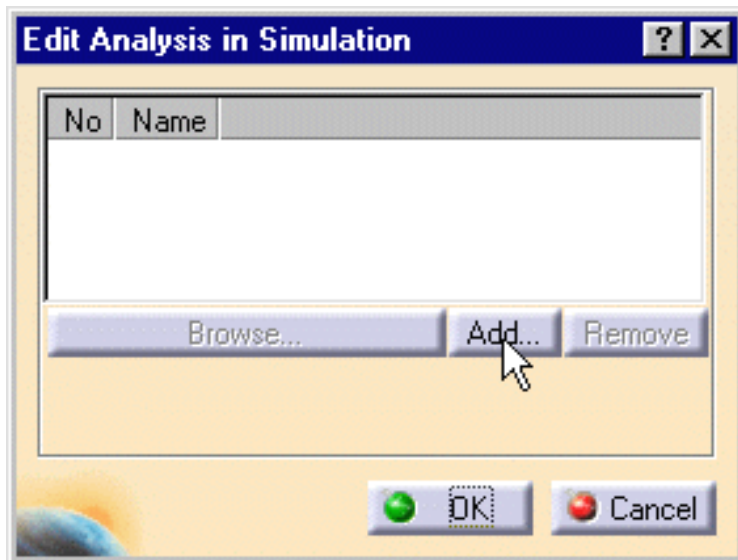 Edit Analysis in Simulation ?
No Name
Browse... Add... Remove
OK Cancel